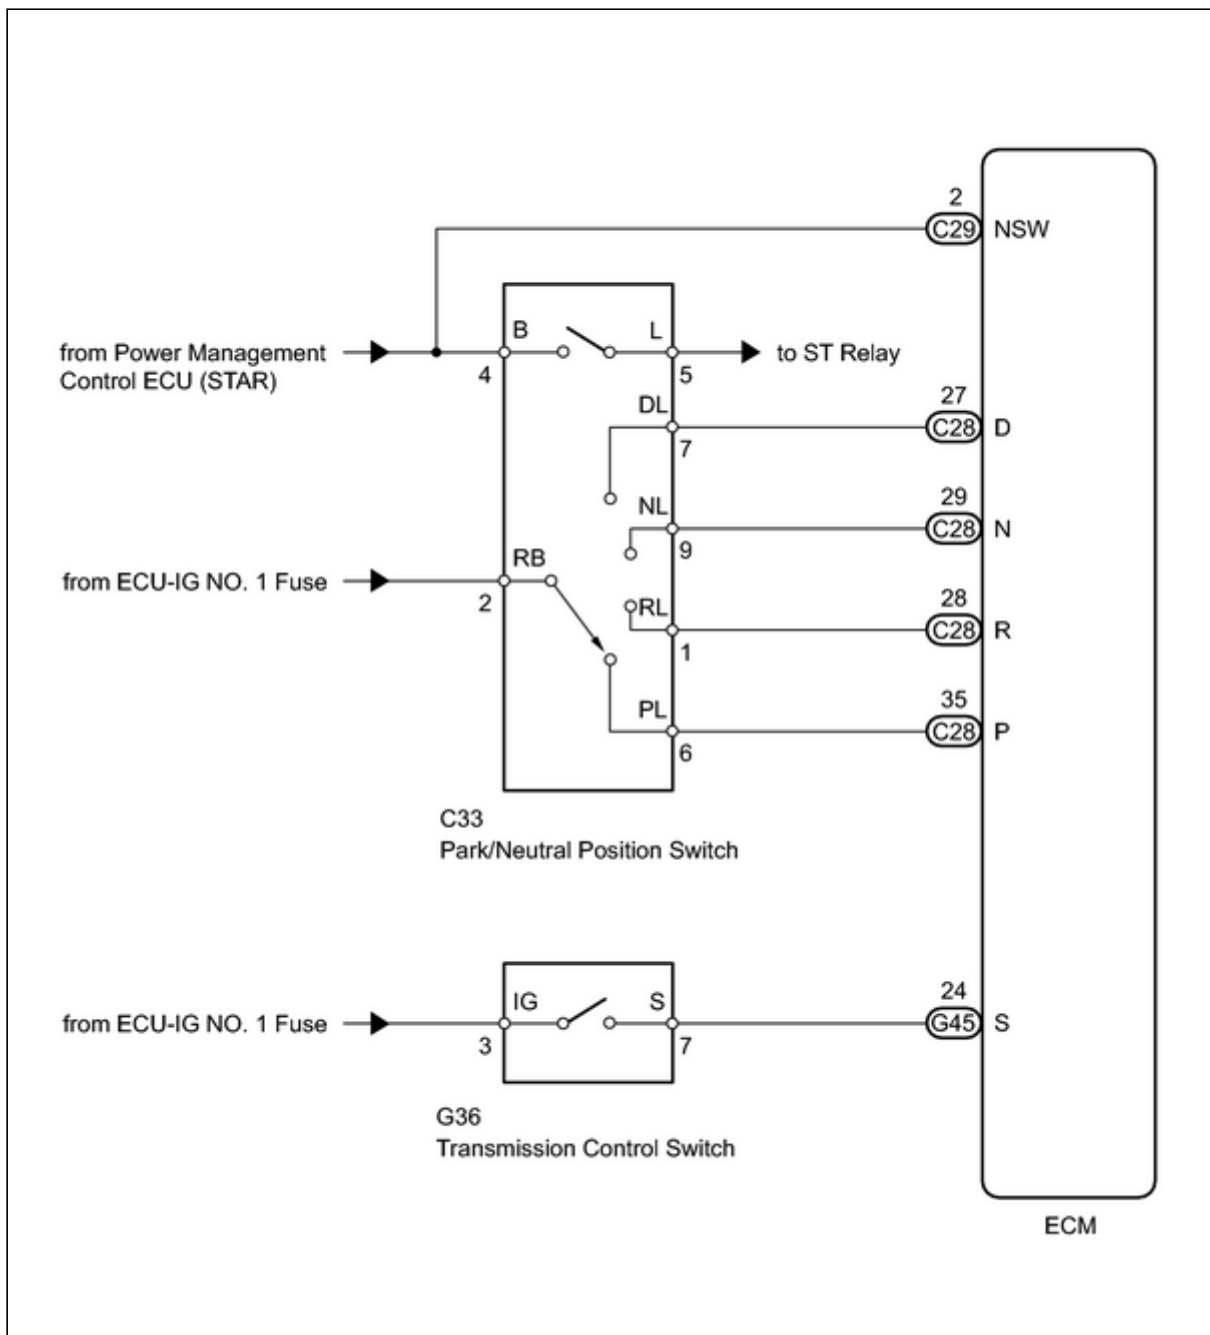 2
C29 NSW
B L
from Power Management
Control ECU (STAR)
to ST Relay
4 5
DL
27
C28 D
7
NL
29
C28 N
9
RB
from ECU-IG NO. 1 Fuse
2
RL
28
C28 R
1
PL
35
C28 P
6
C33
Park/Neutral Position Switch
IG S
24
from ECU-IG NO. 1 Fuse
G45 S
3 7
G36
Transmission Control Switch
ECM